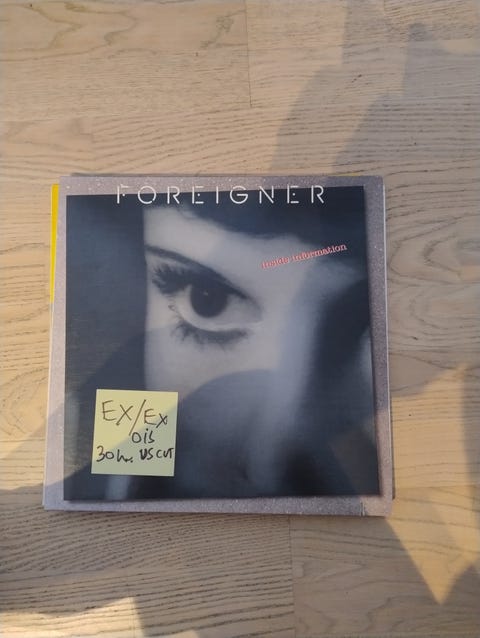 FOREIGNER
Inside Information
EX/EX
OIS
30 kr. US CUT